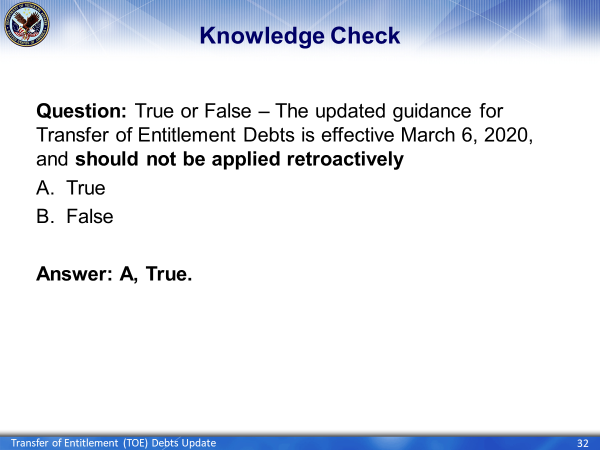 Knowledge Check
Question: True or False – The updated guidance for
Transfer of Entitlement Debts is effective March 6, 2020,
and should not be applied retroactively
A. True
B. False
Answer: A, True.
Transfer of Entitlement (TOE) Debts Update
32